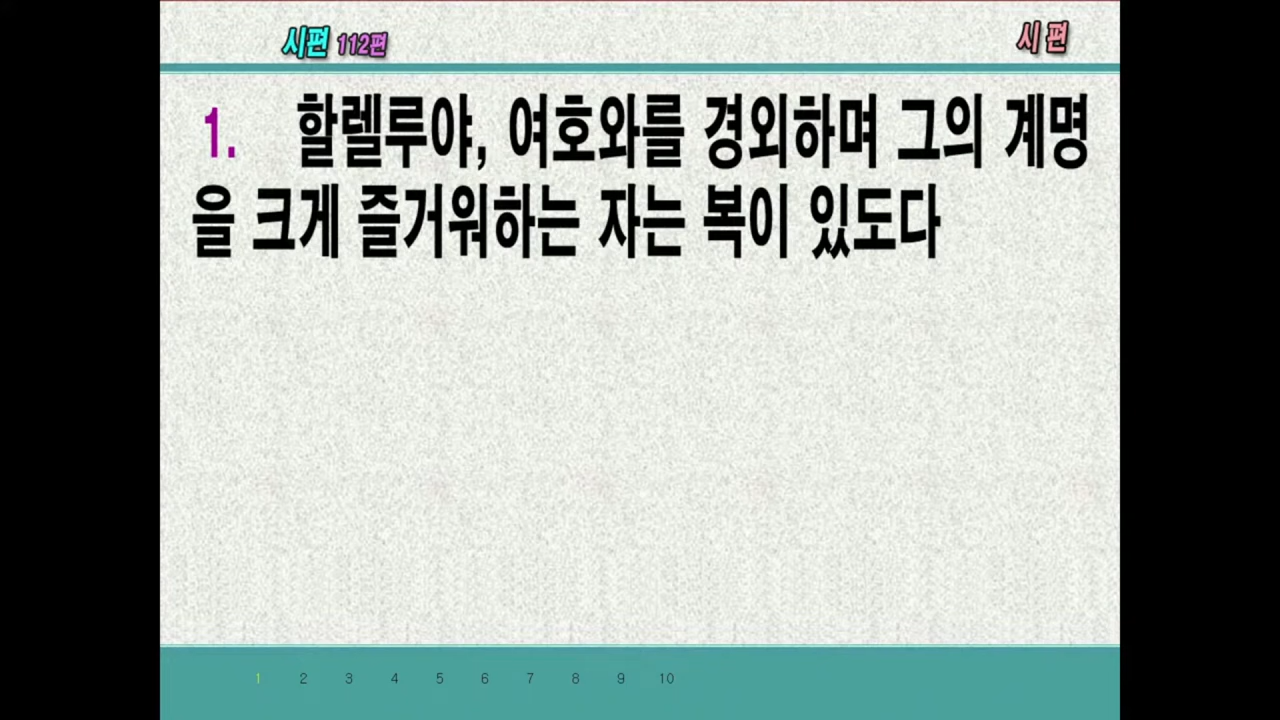 시편 112편
시 편
1. 할렐루야, 여호와를 경외하며 그의 계명
을 크게 즐거워하는 자는 복이 있도다
1 2 3 4 5 6 7 8 9 10